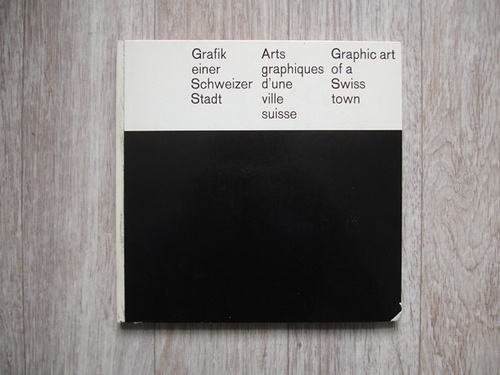 Grafik
einer
Schweizer
Stadt
Arts
graphiques
d'une
ville
suisse
Graphic art
of a
Swiss
town